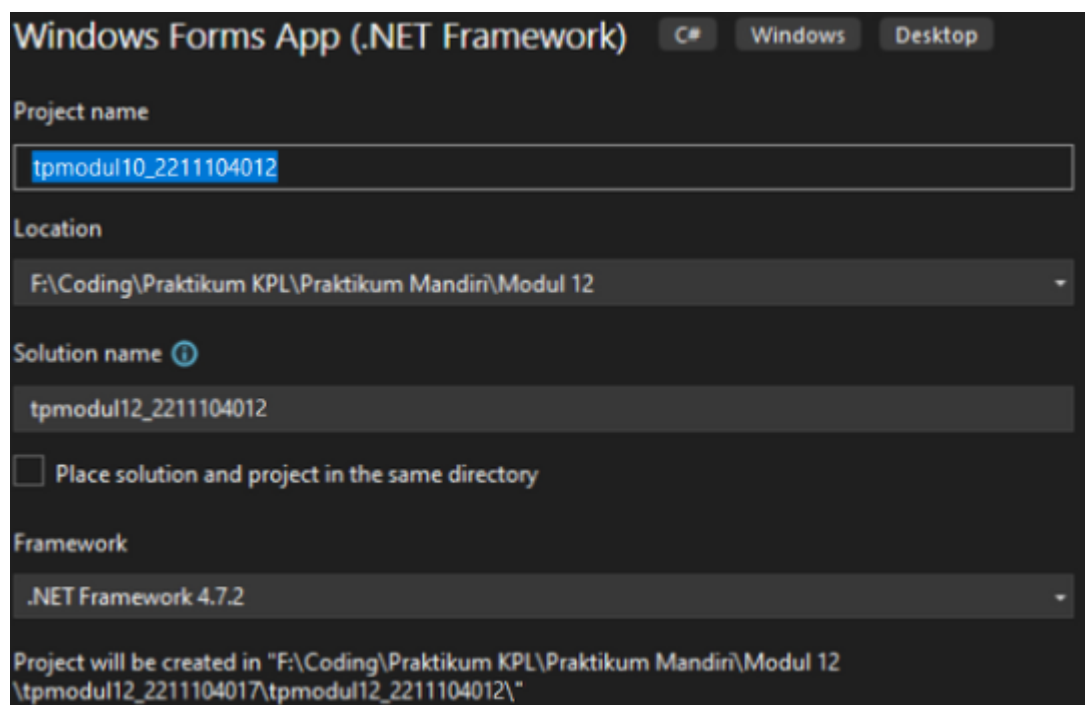 Windows Forms App (.NET Framework) C# Windows Desktop
Project name
tpmodul10_2211104012
Location
F:\Coding\Praktikum KPL\Praktikum Mandiri\Modul 12
Solution name
tpmodul12_2211104012
Place solution and project in the same directory
Framework
.NET Framework 4.7.2
Project will be created in "F:\Coding\Praktikum KPL\Praktikum Mandiri\Modul 12
\tpmodul12_2211104017\tpmodul12_2211104012\"